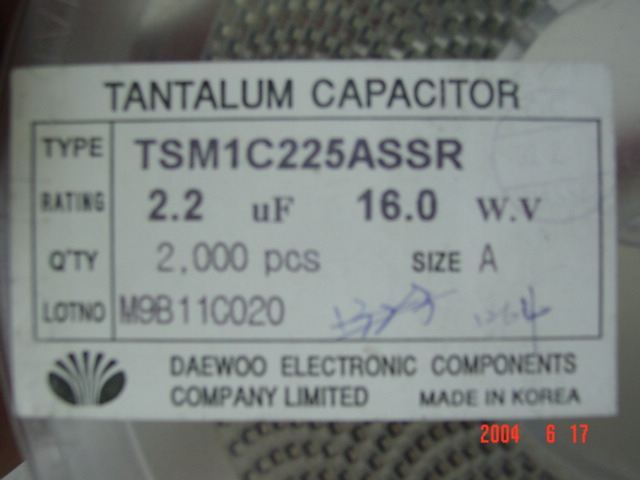 TANTALUM CAPACITOR
TYPE TSM1C225ASSR
RATING 2.2 uF 16.0 W.V
Q'TY 2,000 pcs SIZE A
LOTNO M9B11C020
DAEWOO ELECTRONIC COMPONENTS
COMPANY LIMITED MADE IN KOREA
2004 6 17